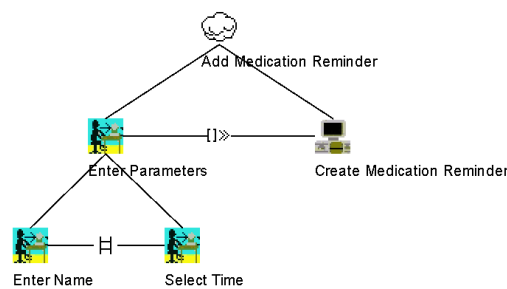 Add Medication Reminder
[]»
Enter Parameters
Create Medication Reminder
Enter Name
Select Time